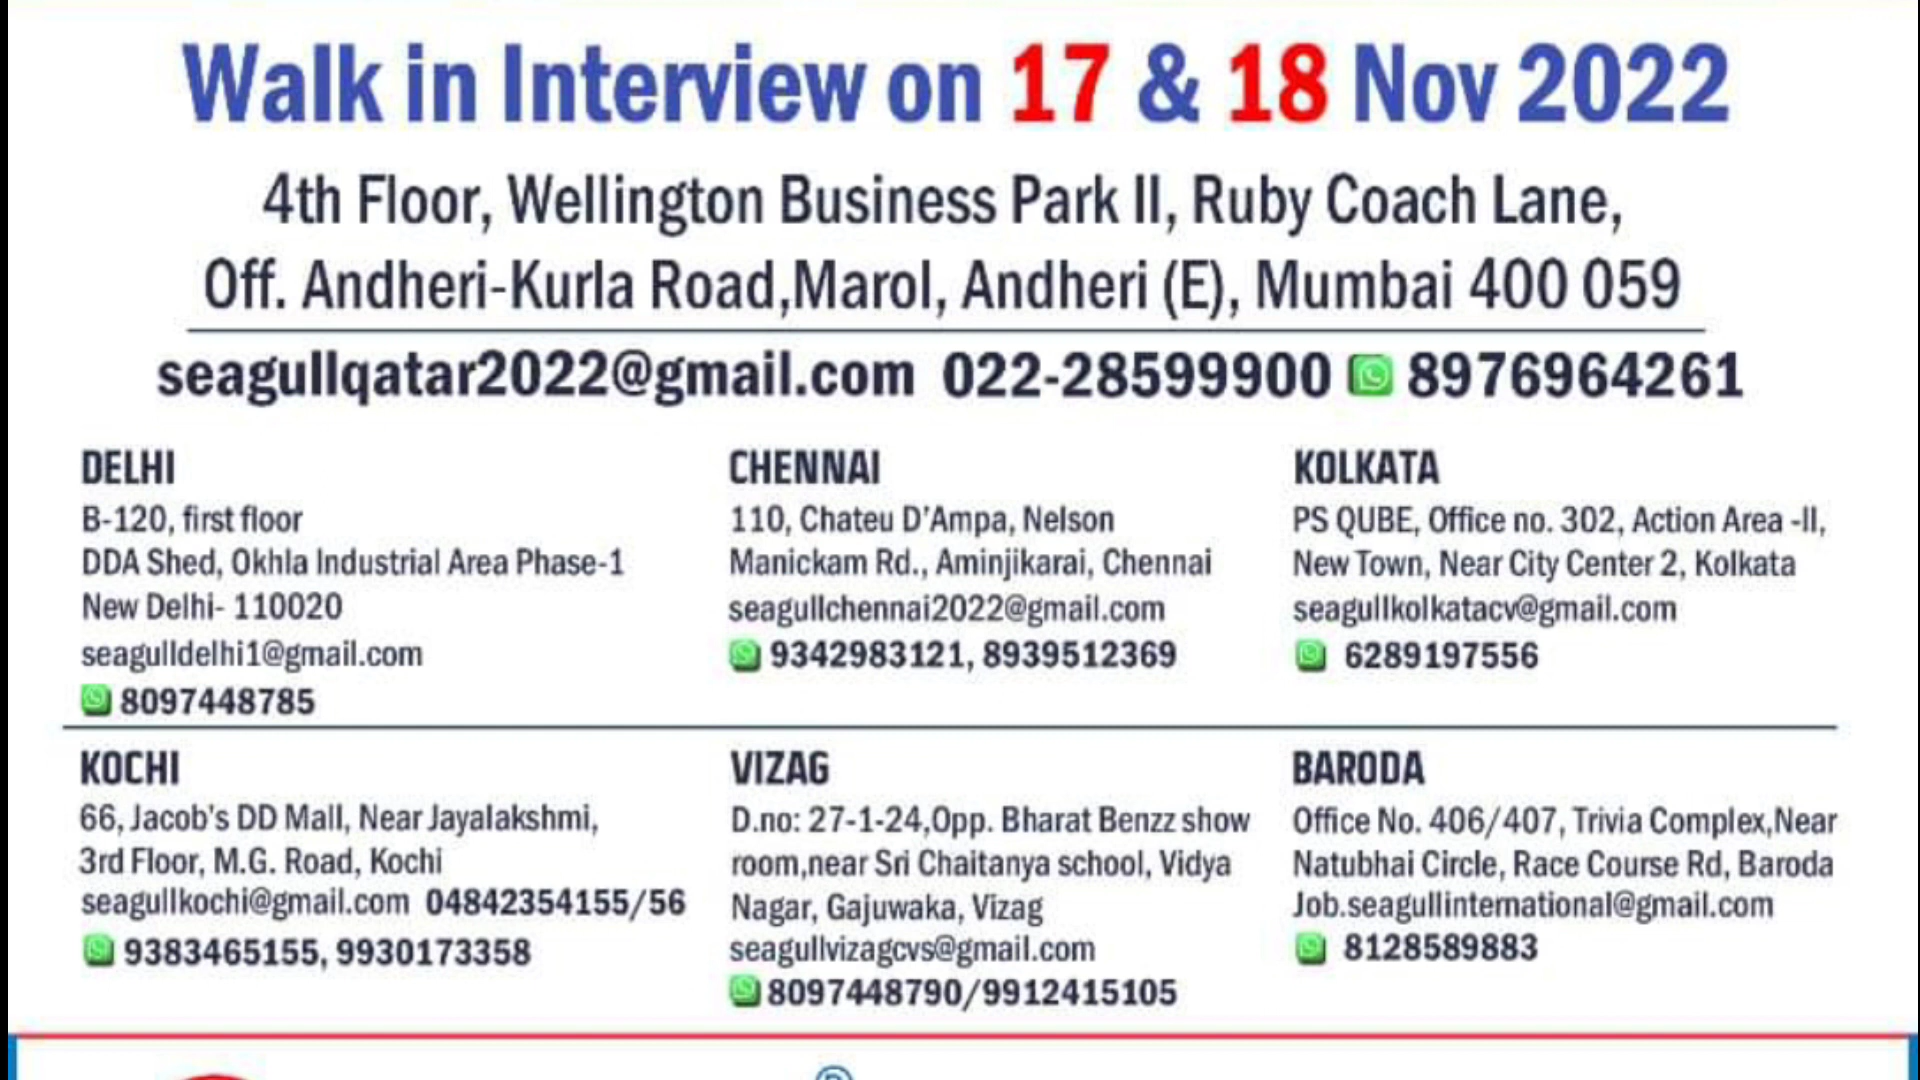 Walk in Interview on 17 & 18 Nov 2022
4th Floor, Wellington Business Park II, Ruby Coach Lane,
Off. Andheri-Kurla Road,Marol, Andheri (E), Mumbai 400 059
seagullqatar2022@gmail.com 022-28599900 8976964261
DELHI
B-120, first floor
DDA Shed, Okhla Industrial Area Phase-1
New Delhi- 110020
seagulldelhi1@gmail.com
8097448785
CHENNAI
110, Chateu D'Ampa, Nelson
Manickam Rd., Aminjikarai, Chennai
seagullchennai2022@gmail.com
9342983121, 8939512369
KOLKATA
PS QUBE, Office no. 302, Action Area -II,
New Town, Near City Center 2, Kolkata
seagullkolkatacv@gmail.com
6289197556
KOCHI
66, Jacob's DD Mall, Near Jayalakshmi,
3rd Floor, M.G. Road, Kochi
seagullkochi@gmail.com 04842354155/56
9383465155, 9930173358
VIZAG
D.no: 27-1-24,Opp. Bharat Benzz show
room,near Sri Chaitanya school, Vidya
Nagar, Gajuwaka, Vizag
seagullvizagcvs@gmail.com
8097448790/9912415105
BARODA
Office No. 406/407, Trivia Complex,Near
Natubhai Circle, Race Course Rd, Baroda
Job.seagullinternational@gmail.com
8128589883
®